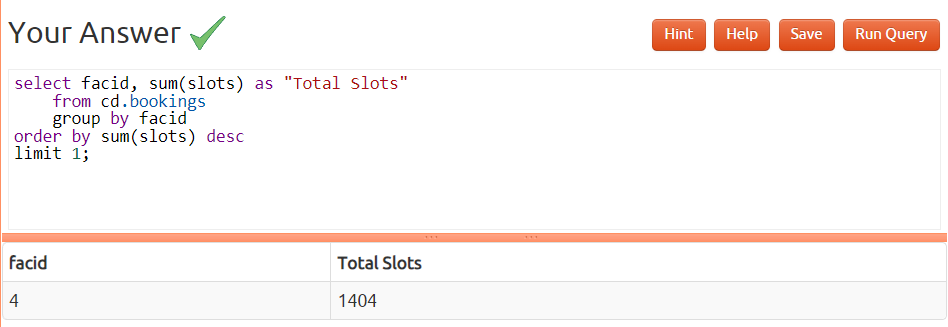 Your Answer
Hint Help Save Run Query
select facid, sum(slots) as "Total Slots"
from cd.bookings
group by facid
order by sum(slots) desc
limit 1;
facid Total Slots
4 1404